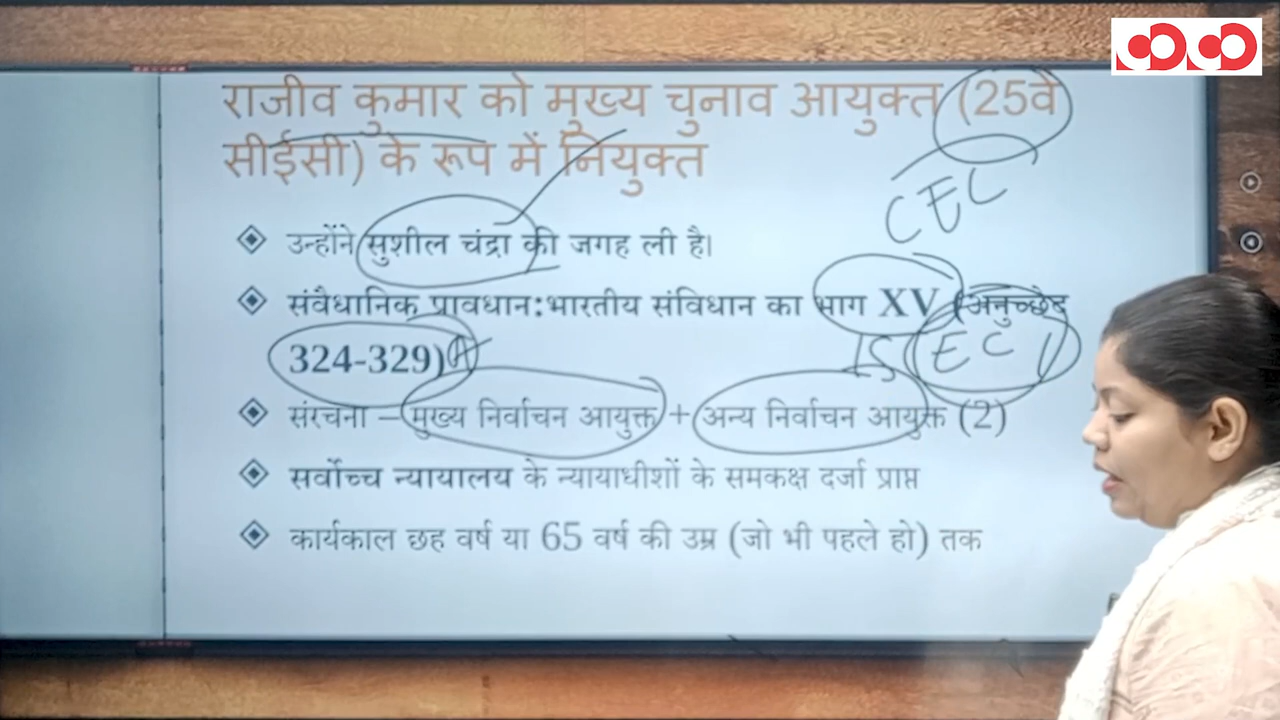 राजीव कुमार को मुख्य चुनाव आयुक्त (25वें
सीईसी) के रूप में नियुक्त
CEC
उन्होंने सुशील चंद्रा की जगह ली है।
संवैधानिक प्रावधान:भारतीय संविधान का भाग XV (अनुच्छेद
324-329)
15 ECI
संरचना – मुख्य निर्वाचन आयुक्त + अन्य निर्वाचन आयुक्त (2)
सर्वोच्च न्यायालय के न्यायाधीशों के समकक्ष दर्जा प्राप्त
कार्यकाल छह वर्ष या 65 वर्ष की उम्र (जो भी पहले हो) तक